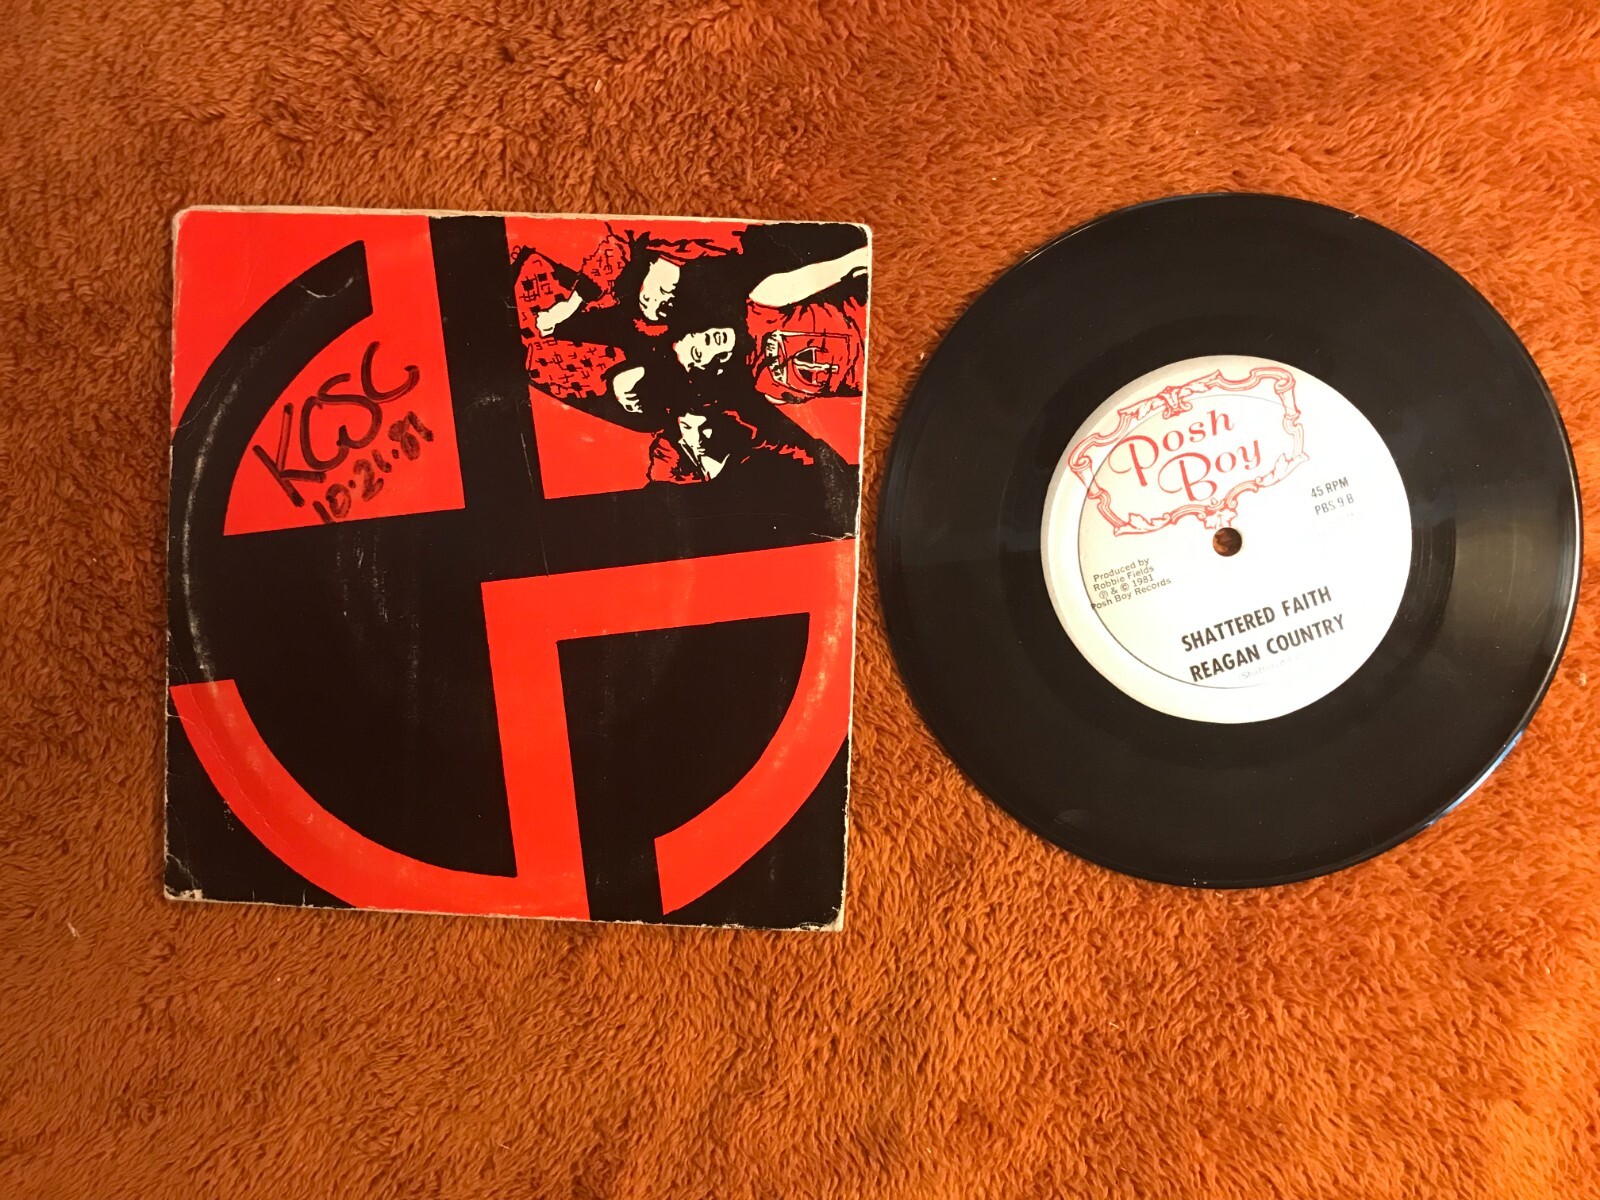 KCSC
10.21.81
Posh
Boy
45 RPM
PBS 9 B
Produced by
Robbie Fields
℗ & © 1981
Posh Boy Records
SHATTERED FAITH
REAGAN COUNTRY